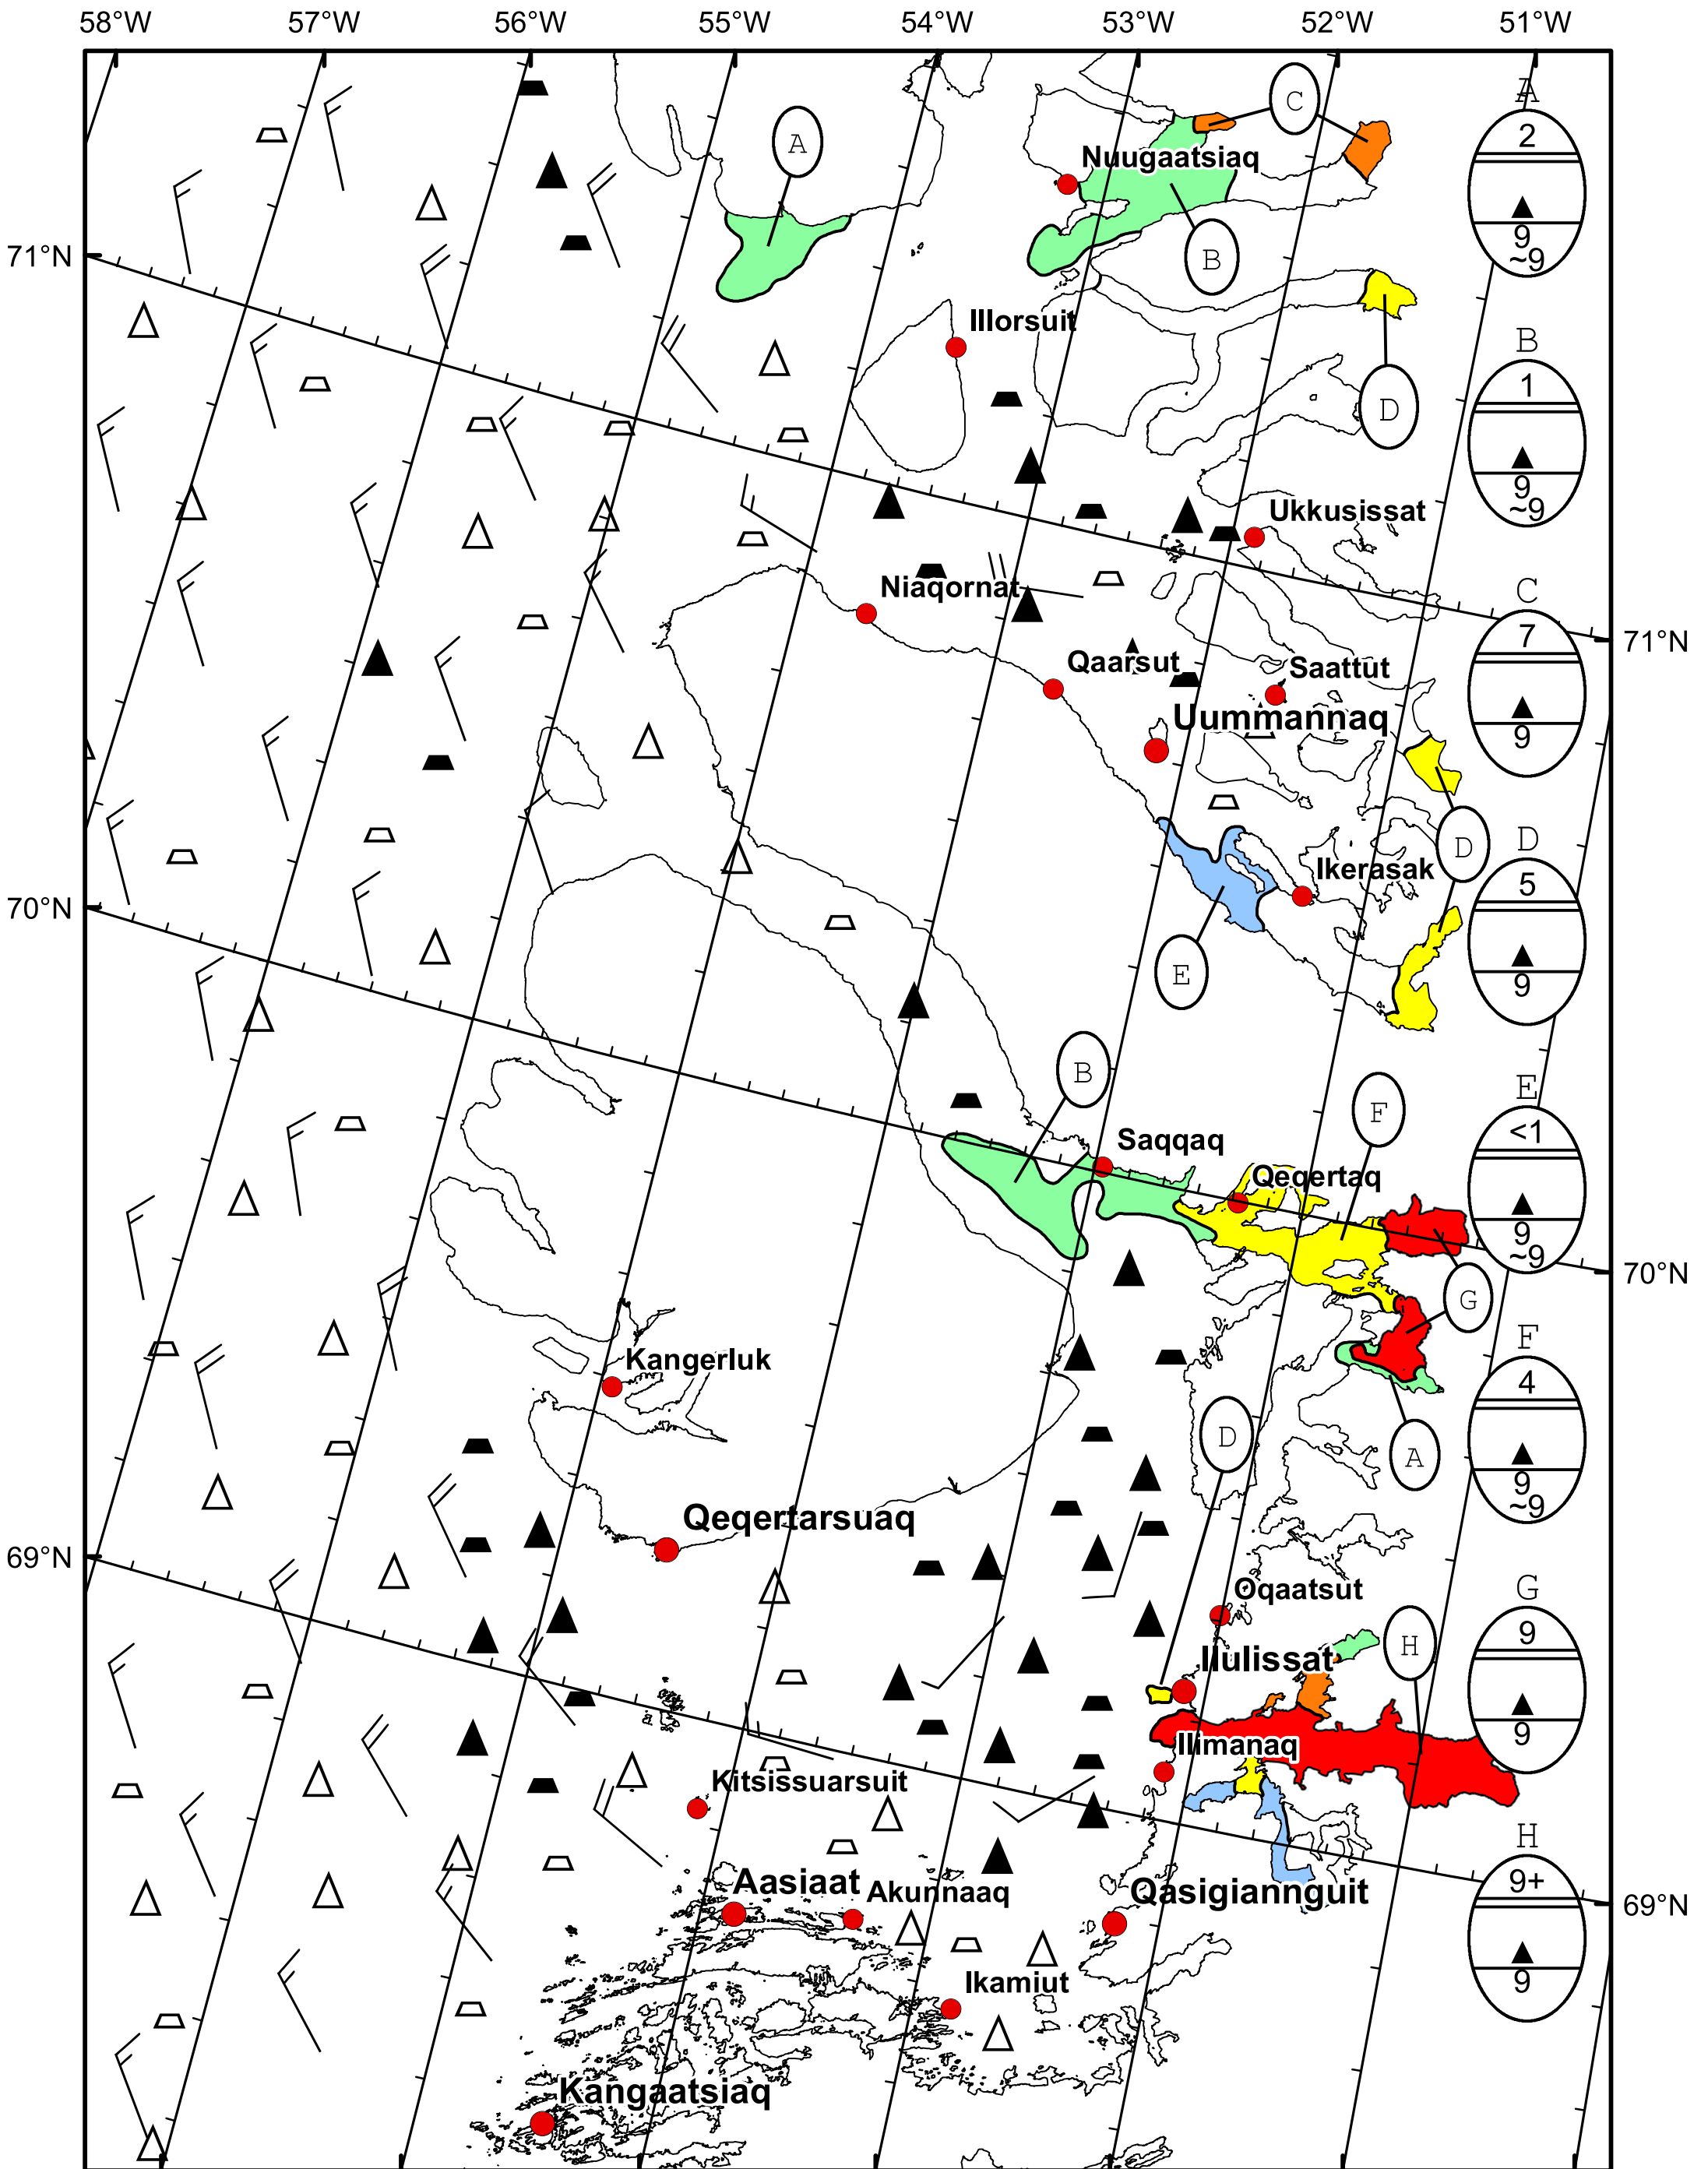 58°W 57°W 56°W 55°W 54°W 53°W 52°W 51°W
A
2
9
~9
C
A
Nuugaatsiaq
B
71°N
Illorsuit
D
B
1
9
~9
Ukkusissat
Niaqornat
C
7
9
71°N
Qaarsut
Saattut
Uummannaq
D
D
5
9
Ikerasak
70°N
E
B
F
E
<1
9
~9
Saqqaq
Qeqertaq
70°N
G
Kangerluk
F
4
9
~9
D
A
Qeqertarsuaq
69°N
Oqaatsut
G
9
9
H
Ilulissat
Ilimanaq
Kitsissuarsuit
Aasiaat
Akunnaaq
Qasigiannguit
H
9+
9
69°N
Ikamiut
Kangaatsiaq